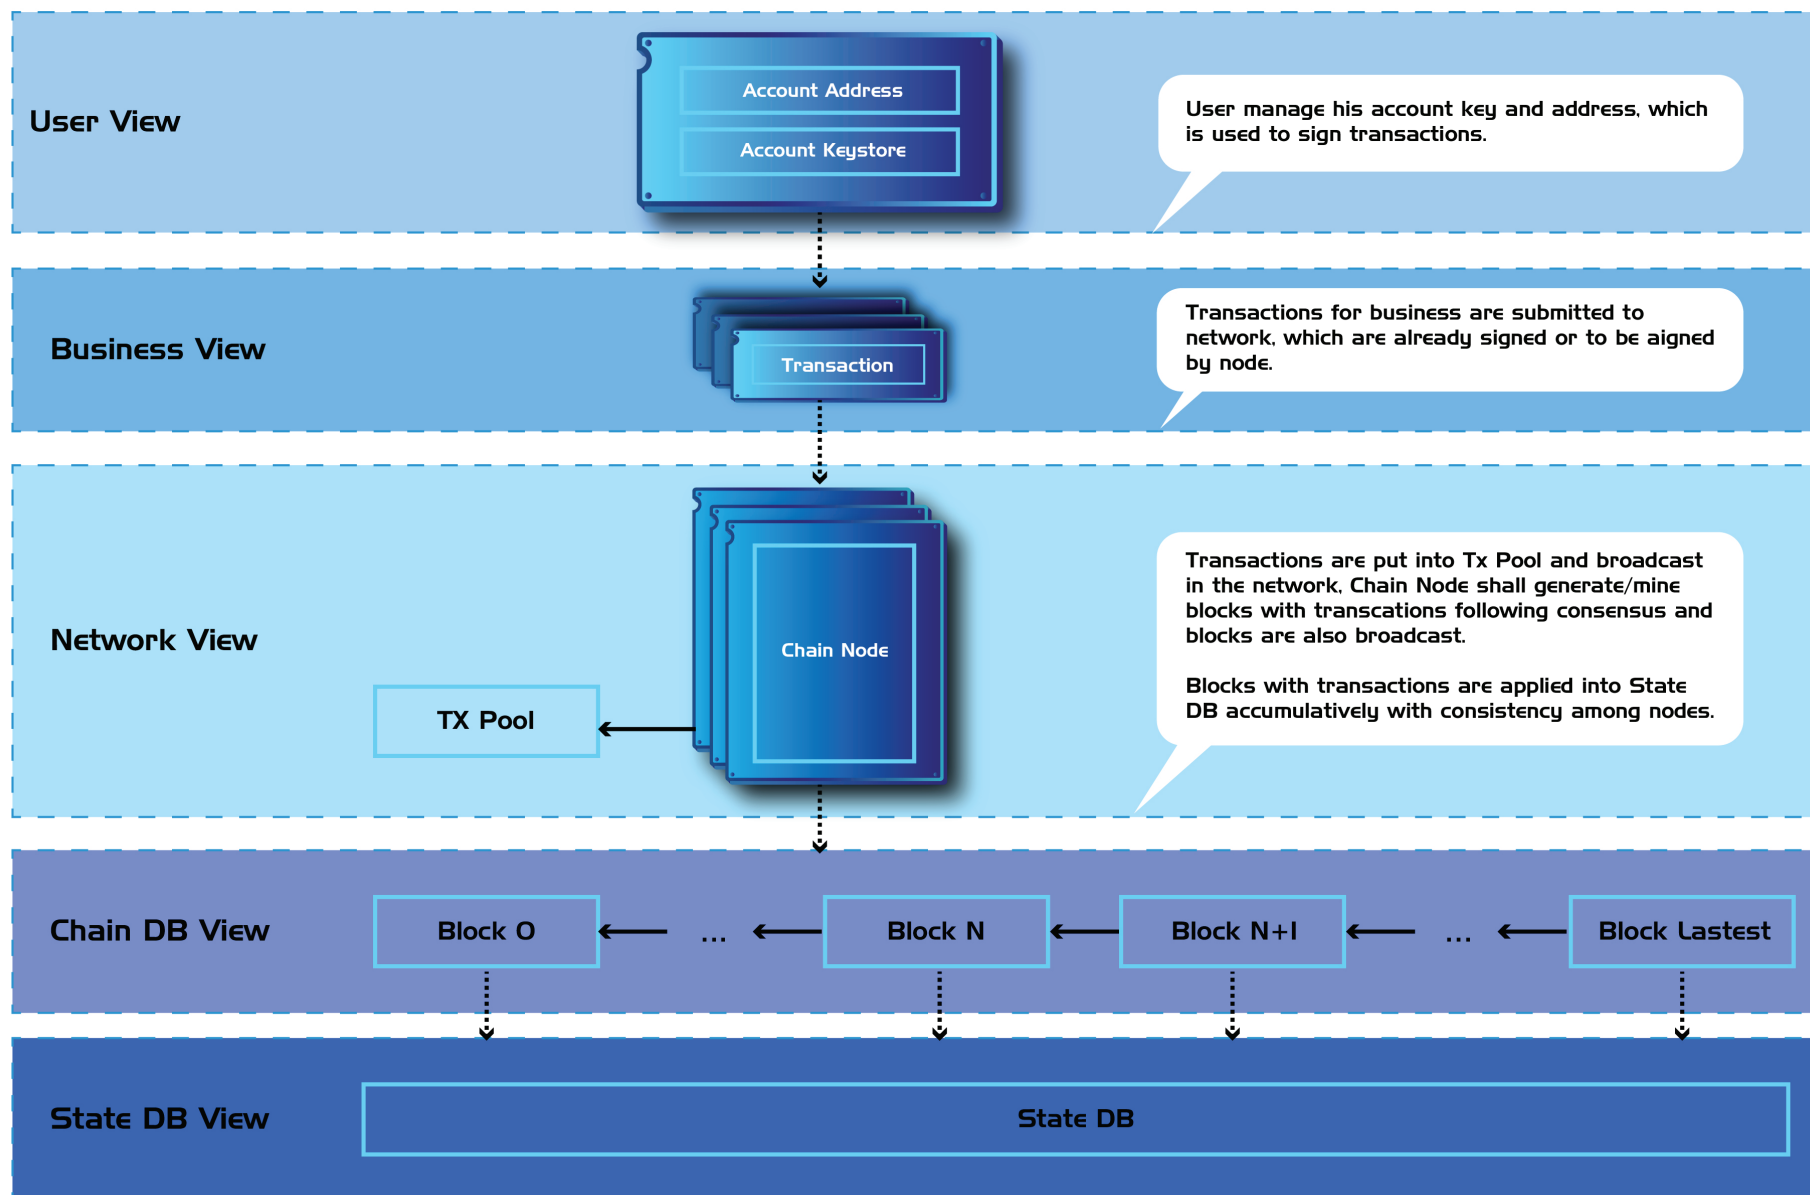 User View
Account Address
Account Keystore
User manage his account key and address, which
is used to sign transactions.
Business View
Transaction
Transactions for business are submitted to
network, which are already signed or to be aigned
by node.
Network View
TX Pool
Chain Node
Transactions are put into Tx Pool and broadcast
in the network, Chain Node shall generate/mine
blocks with transcations following consensus and
blocks are also broadcast.
Blocks with transactions are applied into State
DB accumulatively with consistency among nodes.
Chain DB View
Block 0
...
Block N
Block N+1
...
Block Lastest
State DB View
State DB